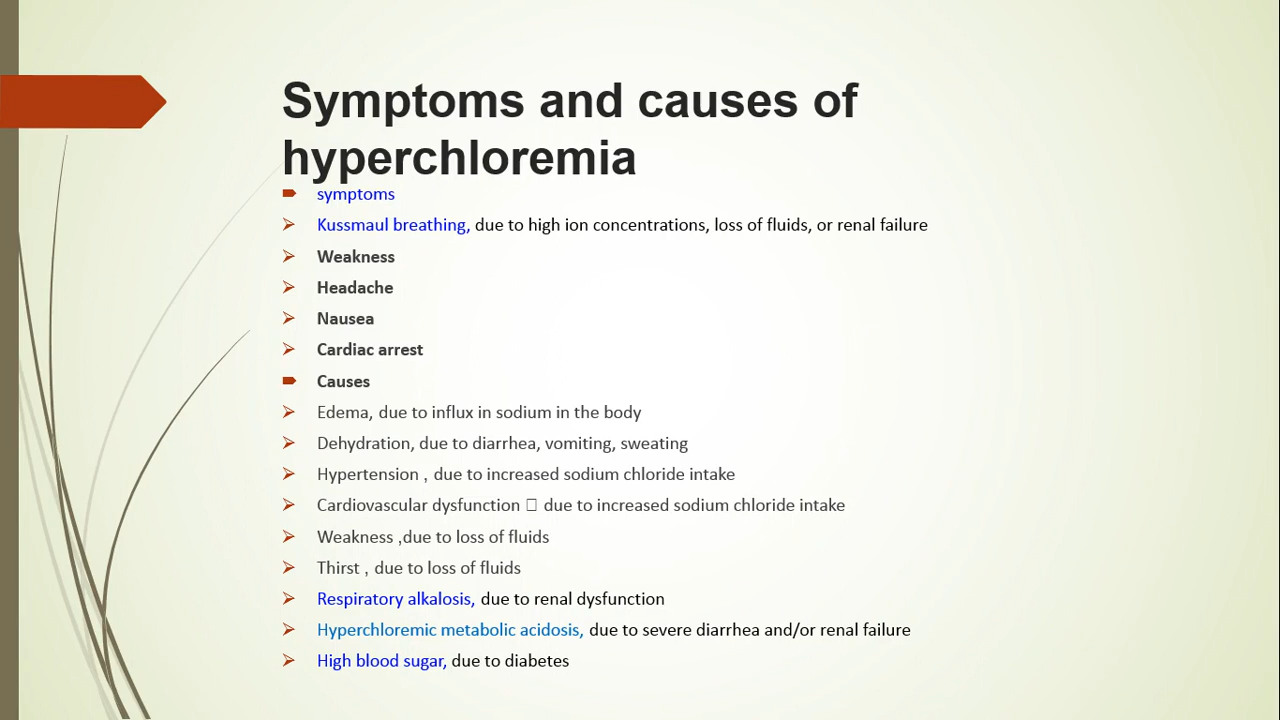 Symptoms and causes of
hyperchloremia
symptoms
Kussmaul breathing, due to high ion concentrations, loss of fluids, or renal failure
Weakness
Headache
Nausea
Cardiac arrest
Causes
Edema, due to influx in sodium in the body
Dehydration, due to diarrhea, vomiting, sweating
Hypertension , due to increased sodium chloride intake
Cardiovascular dysfunction □ due to increased sodium chloride intake
Weakness ,due to loss of fluids
Thirst , due to loss of fluids
Respiratory alkalosis, due to renal dysfunction
Hyperchloremic metabolic acidosis, due to severe diarrhea and/or renal failure
High blood sugar, due to diabetes